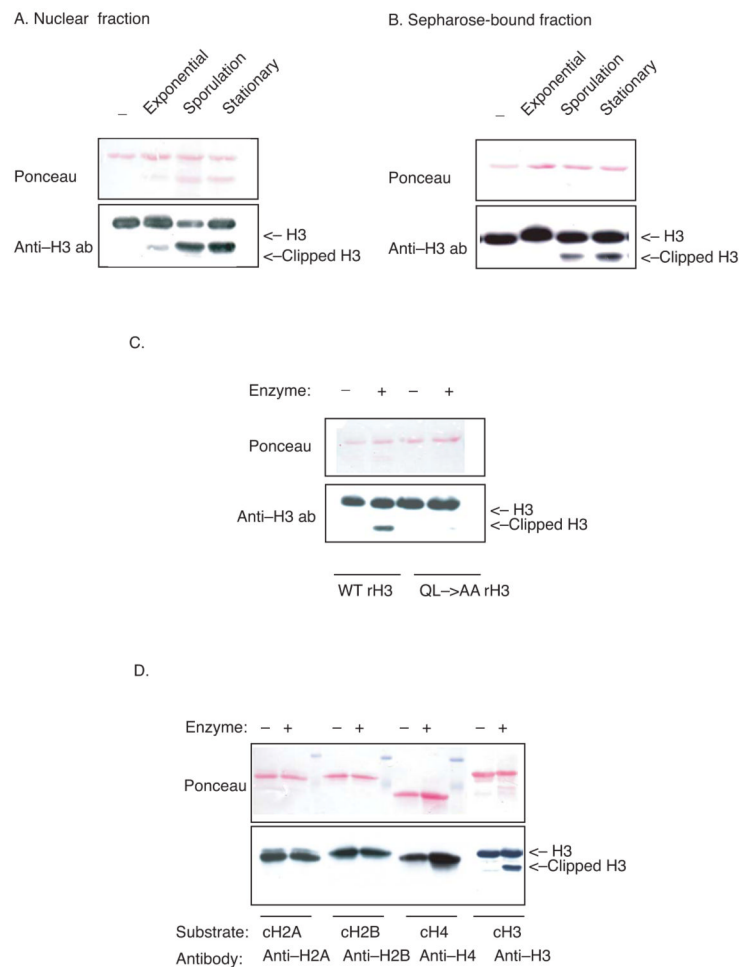 A. Nuclear fraction
– Exponential Sporulation Stationary
Ponceau
Anti–H3 ab
<– H3
<–Clipped H3
B. Sepharose-bound fraction
– Exponential Sporulation Stationary
Ponceau
Anti–H3 ab
<– H3
<–Clipped H3
C.
Enzyme: – + – +
Ponceau
Anti–H3 ab
<– H3
<–Clipped H3
WT rH3 QL–>AA rH3
D.
Enzyme: – + – + – + – +
Ponceau
<– H3
<–Clipped H3
Substrate: cH2A cH2B cH4 cH3
Antibody: Anti–H2A Anti–H2B Anti–H4 Anti–H3